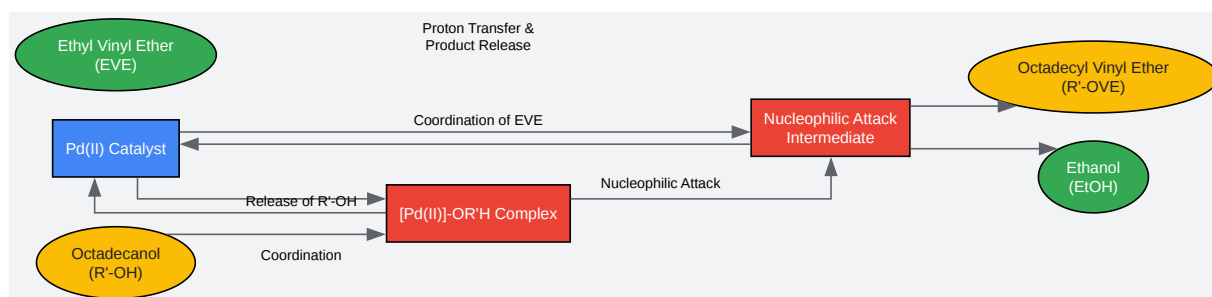 Proton Transfer &
Product Release
Ethyl Vinyl Ether
(EVE)
Octadecyl Vinyl Ether
(R'-OVE)
Coordination of EVE
Nucleophilic Attack
Intermediate
Pd(II) Catalyst
Ethanol
(EtOH)
Nucleophilic Attack
Release of R'-OH
[Pd(II)]-OR'H Complex
Octadecanol
(R'-OH)
Coordination